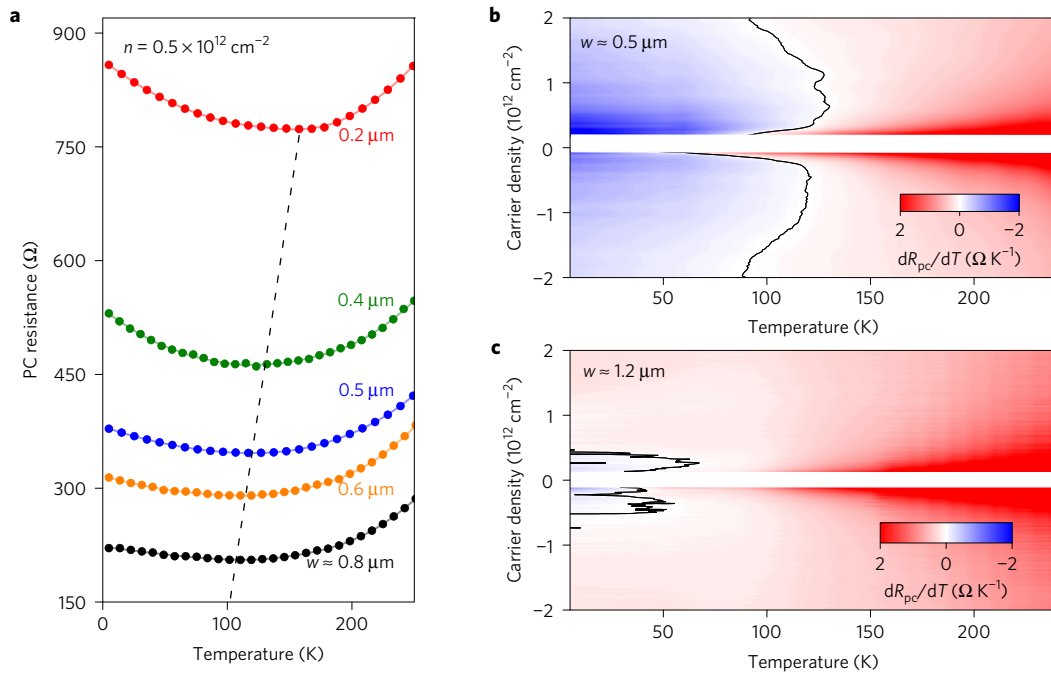 a
900
750
600
450
300
150
PC resistance (Ω)
n = 0.5 × 10¹² cm⁻²
0.2 μm
0.4 μm
0.5 μm
0.6 μm
w ≈ 0.8 μm
0 100 200
Temperature (K)
b
2
1
0
−1
−2
Carrier density (10¹² cm⁻²)
w ≈ 0.5 μm
2 0 −2
dRpc/dT (Ω K⁻¹)
50 100 150 200
Temperature (K)
c
2
1
0
−1
−2
Carrier density (10¹² cm⁻²)
w ≈ 1.2 μm
2 0 −2
dRpc/dT (Ω K⁻¹)
50 100 150 200
Temperature (K)